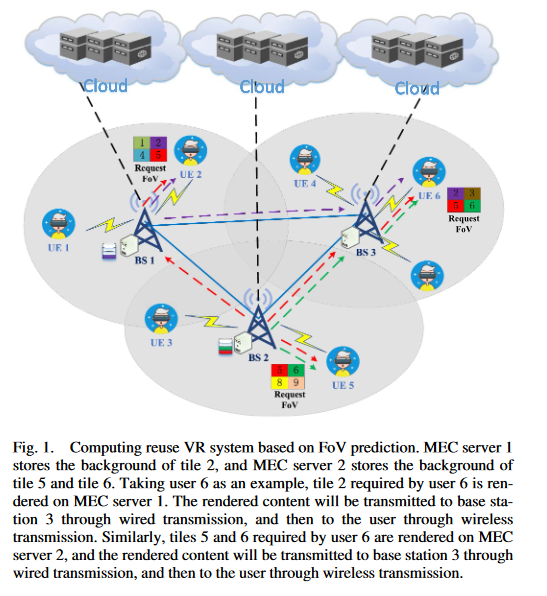 Cloud
Cloud
Cloud
1 2
4 5
Request
FoV
UE 2
UE 4
UE 6
2 3
5 6
Request
FoV
UE 1
BS 1
BS 3
UE 3
BS 2
5 6
8 9
Request
FoV
UE 5
Fig. 1. Computing reuse VR system based on FoV prediction. MEC server 1
stores the background of tile 2, and MEC server 2 stores the background of
tile 5 and tile 6. Taking user 6 as an example, tile 2 required by user 6 is ren-
dered on MEC server 1. The rendered content will be transmitted to base sta-
tion 3 through wired transmission, and then to the user through wireless
transmission. Similarly, tiles 5 and 6 required by user 6 are rendered on MEC
server 2, and the rendered content will be transmitted to base station 3 through
wired transmission, and then to the user through wireless transmission.